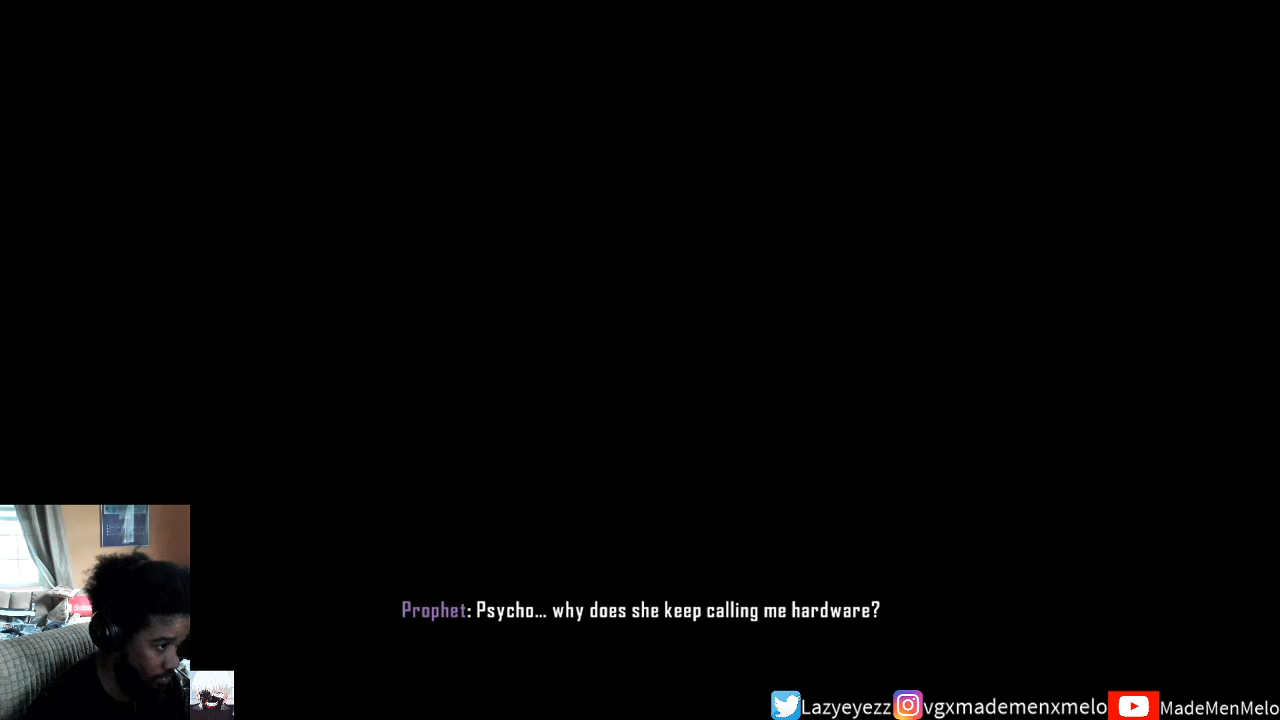 Prophet: Psycho... why does she keep calling me hardware?
Lazyeyezz vgxmademenxmelo MadeMenMelo